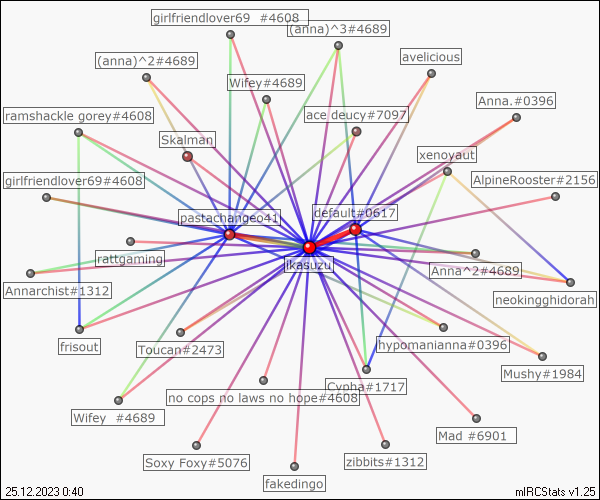 girlfriendlover69  #4608
(anna)^3#4689
(anna)^2#4689
avelicious
Wifey#4689
Anna.#0396
ramshackle gorey#4608
ace deucy#7097
Skalman
xenoyaut
girlfriendlover69#4608
AlpineRooster#2156
pastachangeo41
default#0617
rattgaming
ikasuzu
Anna^2#4689
Annarchist#1312
neokingghidorah
frisout
Toucan#2473
hypomanianna#0396
Mushy#1984
Cypha#1717
no cops no laws no hope#4608
Wifey  #4689
Mad #6901
Soxy Foxy#5076
zibbits#1312
fakedingo
25.12.2023 0:40
mIRCStats v1.25